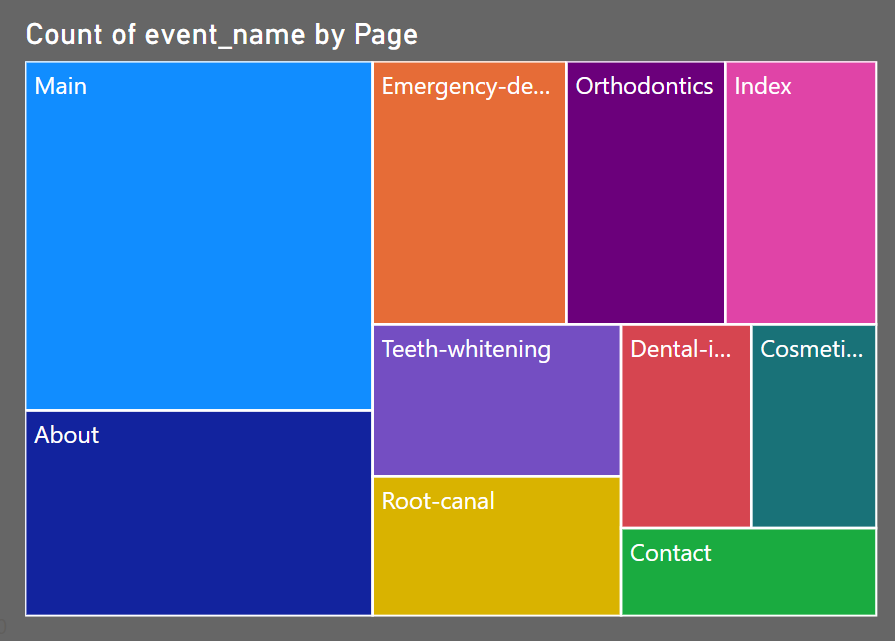 Count of event_name by Page
Main
Emergency-de...
Orthodontics
Index
Teeth-whitening
Dental-i...
Cosmeti...
About
Root-canal
Contact